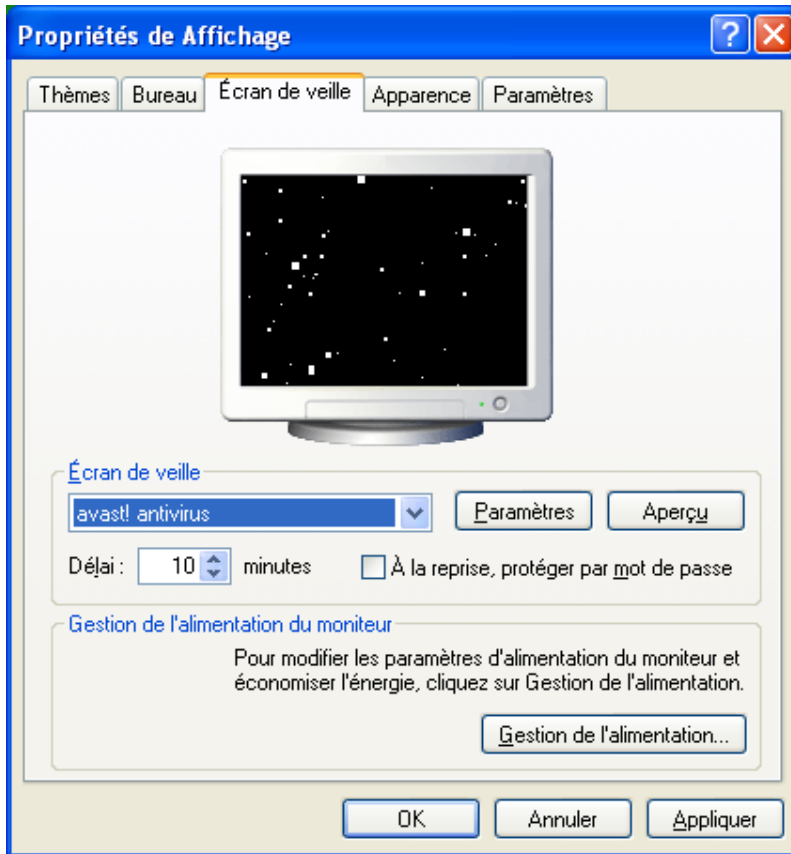 Propriétés de Affichage
Thèmes Bureau Écran de veille Apparence Paramètres
Écran de veille
avast! antivirus Paramètres Aperçu
Délai : 10 minutes À la reprise, protéger par mot de passe
Gestion de l'alimentation du moniteur
Pour modifier les paramètres d'alimentation du moniteur et
économiser l'énergie, cliquez sur Gestion de l'alimentation.
Gestion de l'alimentation...
OK Annuler Appliquer